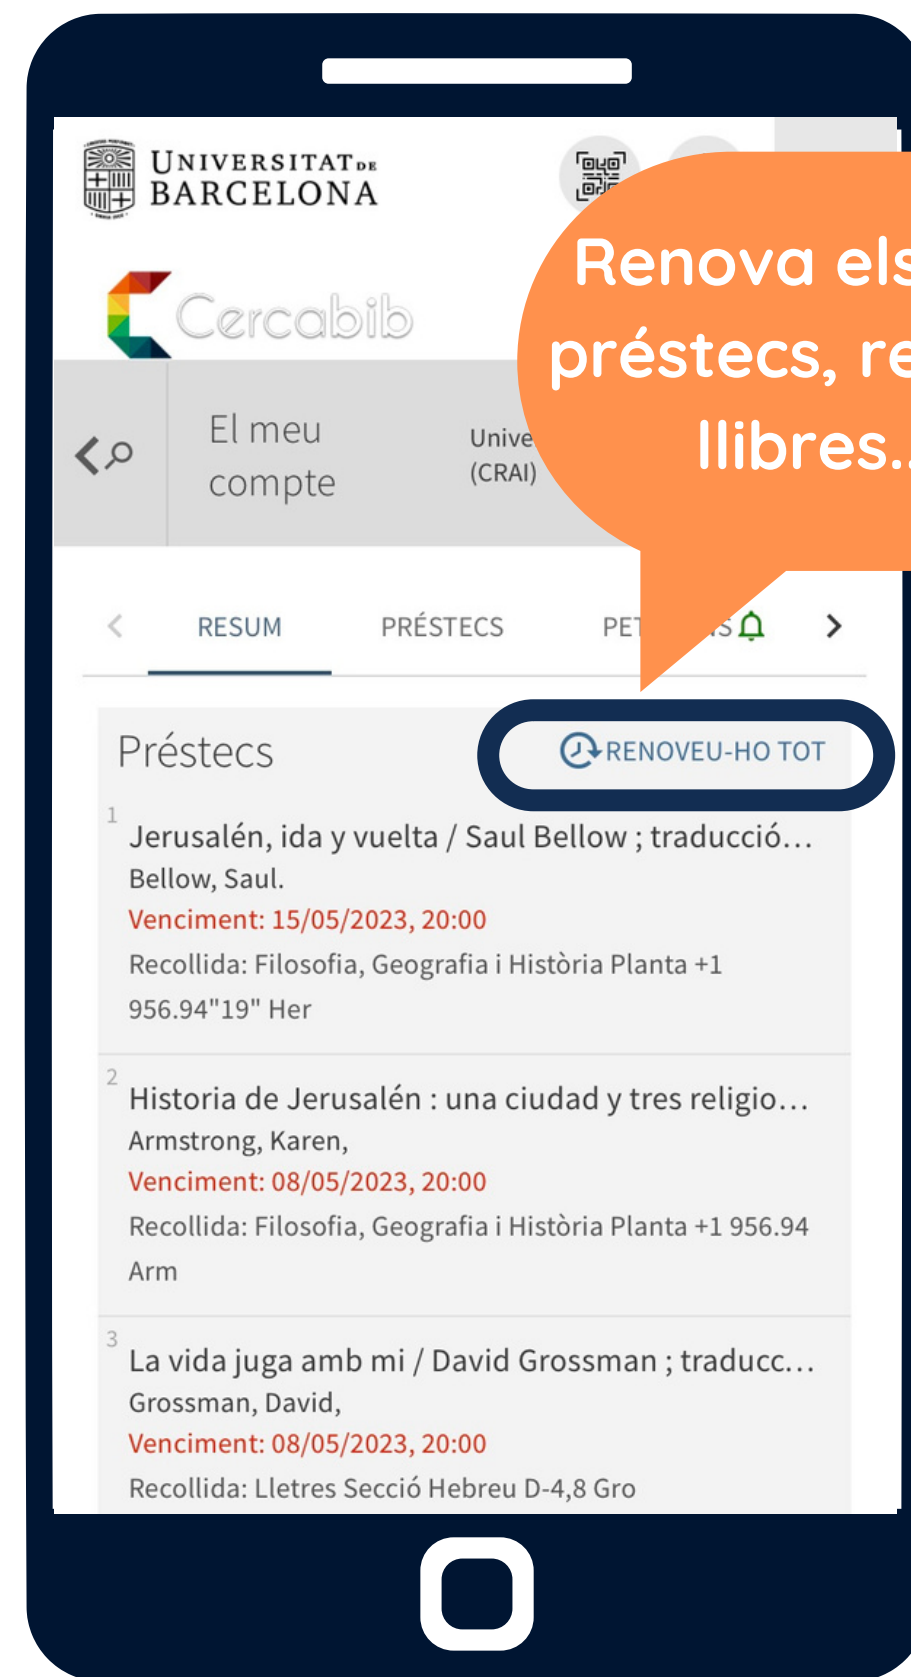 UNIVERSITAT DE
BARCELONA
Cercabib
Renova els
préstecs,
llibres..
El meu
compte
(CRAI)
RESUM
PRÉSTECS
Préstecs
RENOVEU-HO TOT
1
Jerusalén, ida y vuelta / Saul Bellow ; traducció...
Bellow, Saul.
Venciment: 15/05/2023, 20:00
Recollida: Filosofia, Geografia i Història Planta +1
956.94"19" Her
2
Historia de Jerusalén : una ciudad y tres religio...
Armstrong, Karen,
Venciment: 08/05/2023, 20:00
Recollida: Filosofia, Geografia i Història Planta +1 956.94
Arm
3
La vida juga amb mi / David Grossman ; traducc...
Grossman, David,
Venciment: 08/05/2023, 20:00
Recollida: Lletres Secció Hebreu D-4,8 Gro